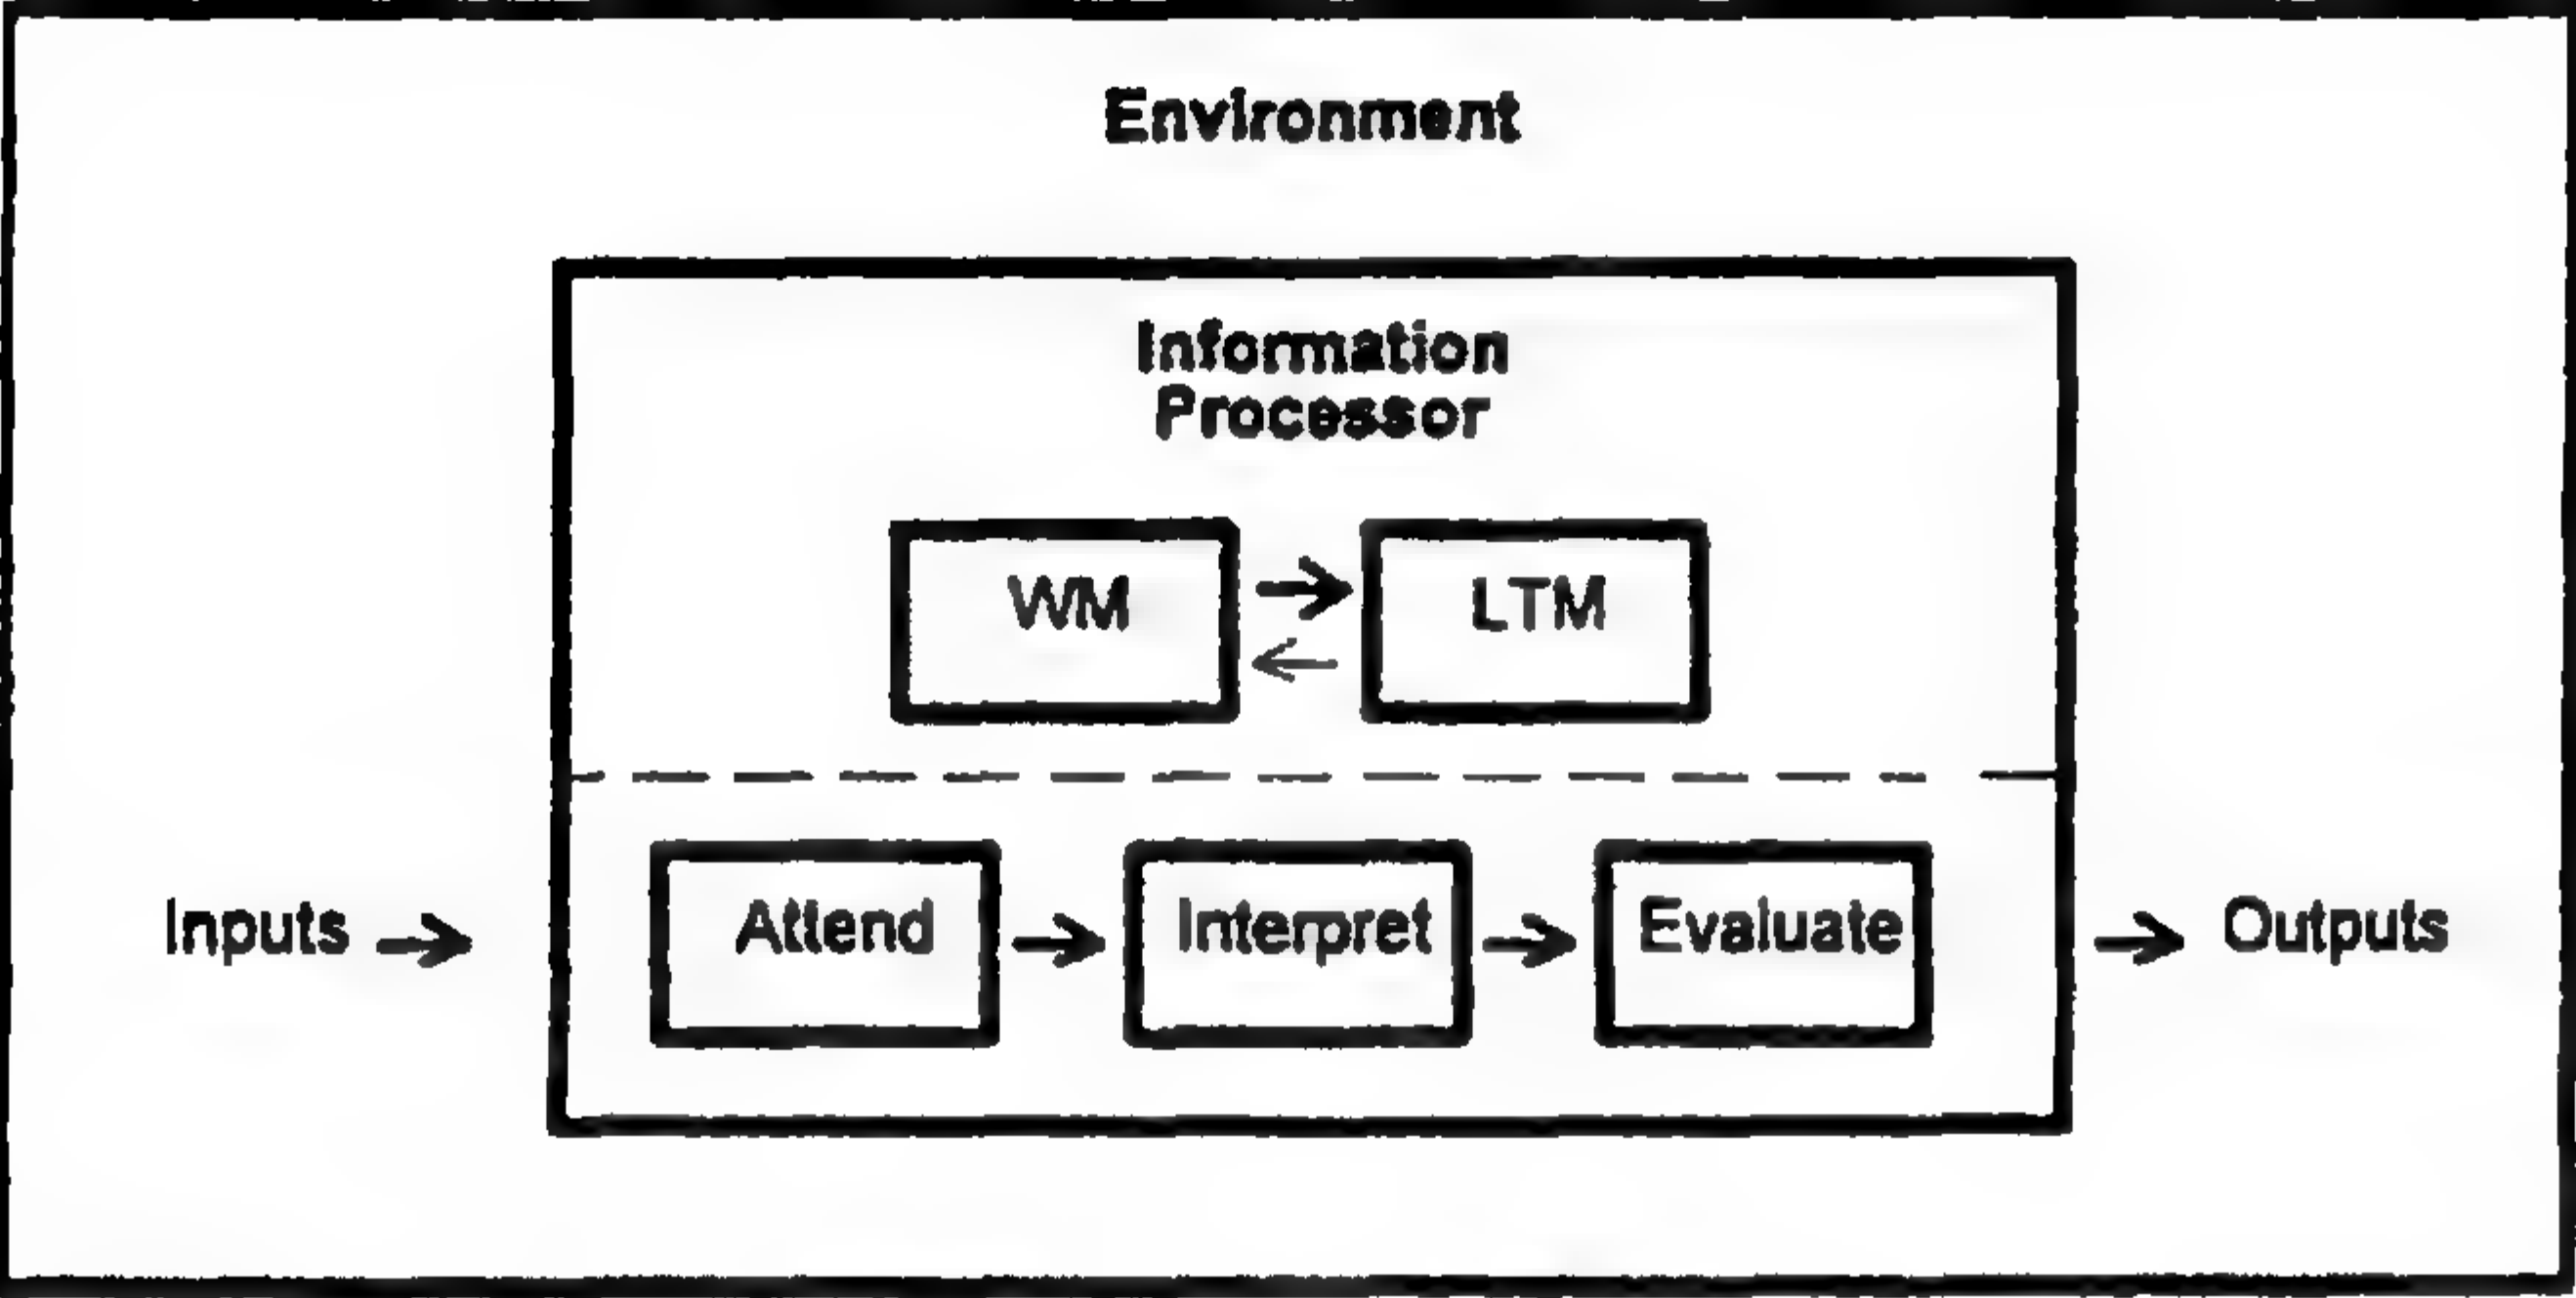 Environment
Information
Processor
WM
LTM
Inputs
Attend
Interpret
Evaluate
Outputs